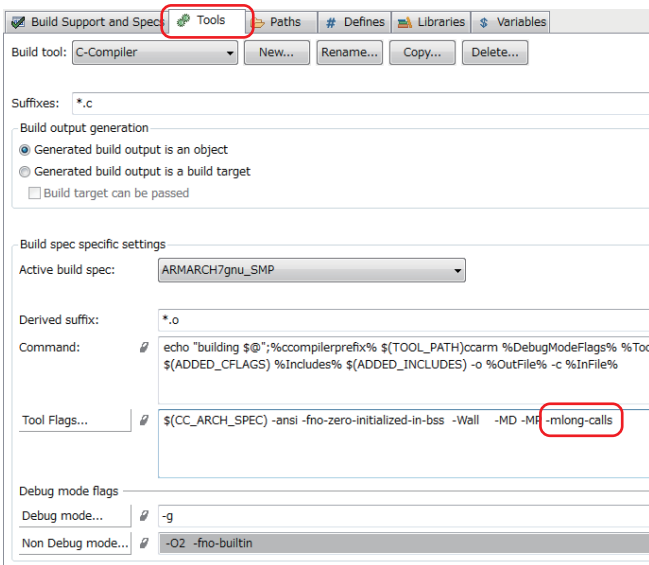 Build Support and Specs Tools Paths # Defines Libraries $ Variables
Build tool: C-Compiler New... Rename... Copy... Delete...
Suffixes: *.c
Build output generation
Generated build output is an object
Generated build output is a build target
Build target can be passed
Build spec specific settings
Active build spec: ARMARCH7gnu_SMP
Derived suffix: *.o
Command: echo "building $@";%ccompilerprefix% $(TOOL_PATH)ccarm %DebugModeFlags% %Too
$(ADDED_CFLAGS) %Includes% $(ADDED_INCLUDES) -o %OutFile% -c %InFile%
Tool Flags... $(CC_ARCH_SPEC) -ansi -fno-zero-initialized-in-bss -Wall -MD -MP -mlong-calls
Debug mode flags
Debug mode... -g
Non Debug mode... -O2 -fno-builtin